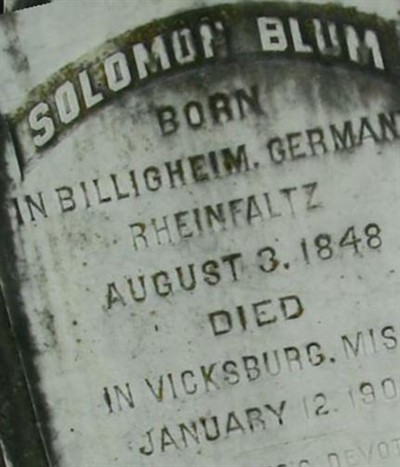 SOLOMON BLUM
BORN
IN BILLIGHEIM, GERMAN
RHEINFALTZ
AUGUST 3, 1848
DIED
IN VICKSBURG, MIS
JANUARY 12, 190